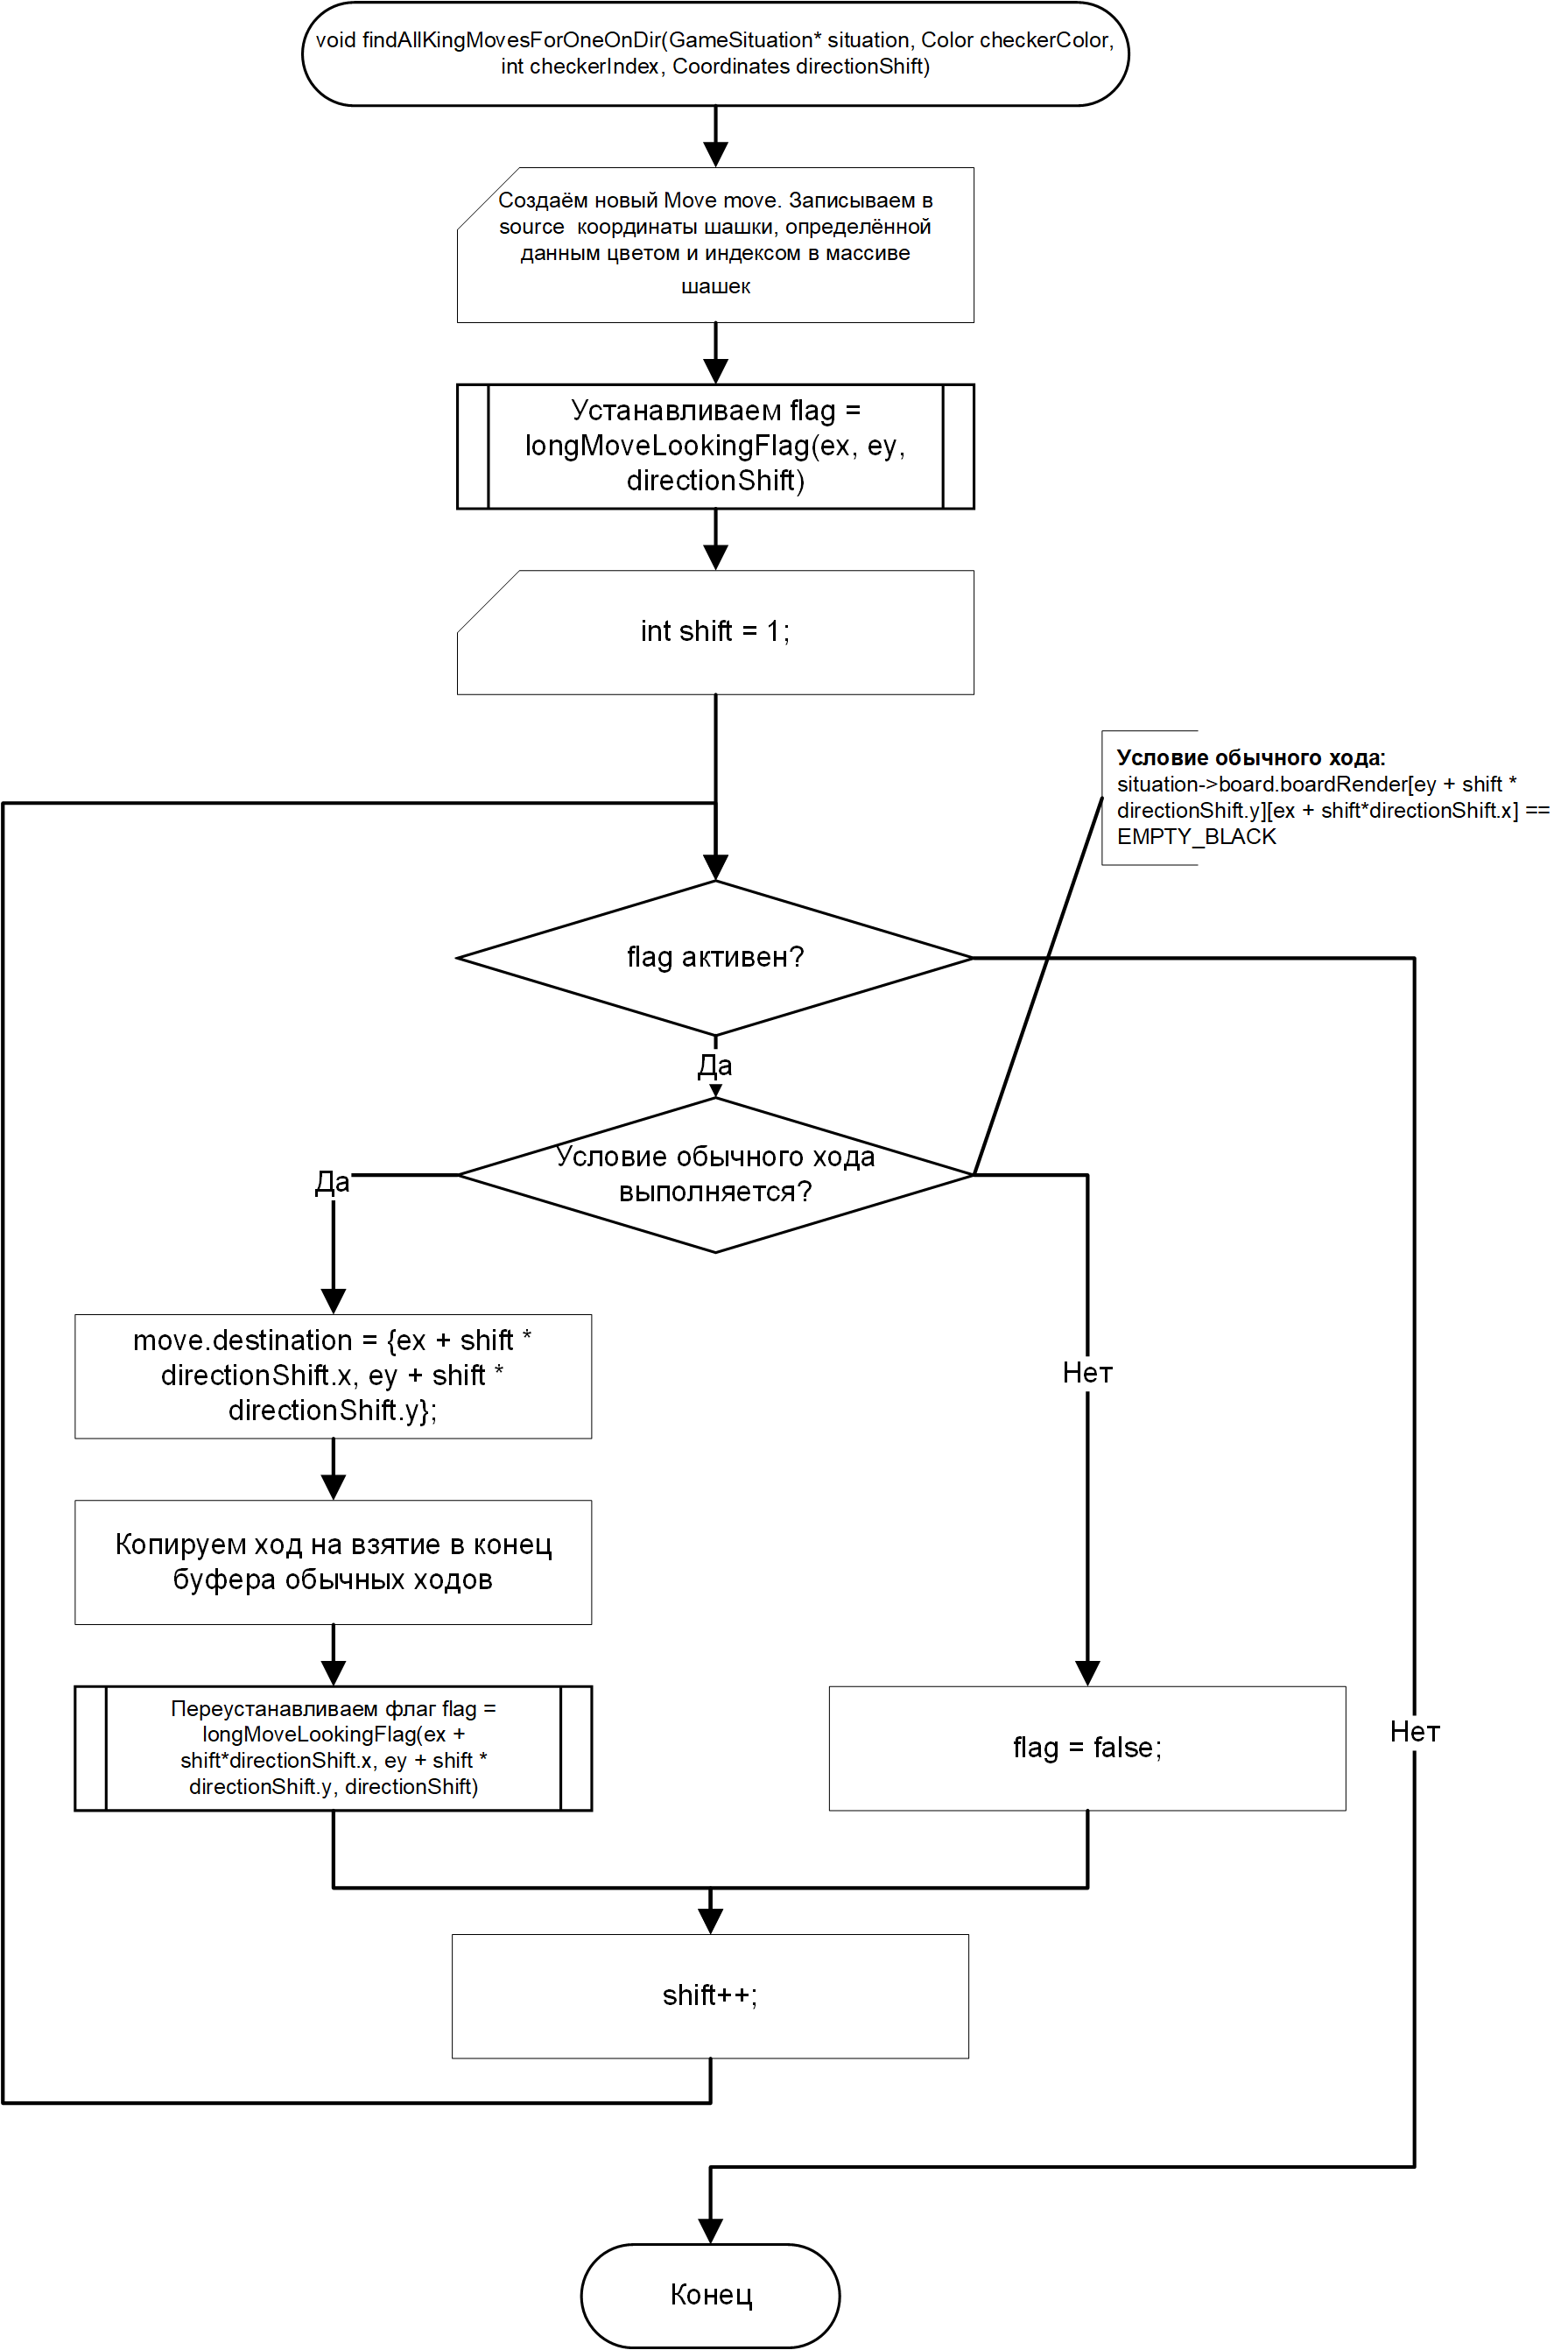 void findAllKingMovesForOneOnDir(GameSituation* situation, Color checkerColor,
int checkerIndex, Coordinates directionShift)
Создаём новый Move move. Записываем в
source  координаты шашки, определённой
данным цветом и индексом в массиве
шашек
Устанавливаем flag =
longMoveLookingFlag(ex, ey,
directionShift)
int shift = 1;
Условие обычного хода:
situation->board.boardRender[ey + shift *
directionShift.y][ex + shift*directionShift.x] ==
EMPTY_BLACK
flag активен?
Да
Условие обычного хода
выполняется?
Да
move.destination = {ex + shift *
directionShift.x, ey + shift *
directionShift.y};
Нет
Копируем ход на взятие в конец
буфера обычных ходов
Переустанавливаем флаг flag =
longMoveLookingFlag(ex +
shift*directionShift.x, ey + shift *
directionShift.y, directionShift)
flag = false;
Нет
shift++;
Конец